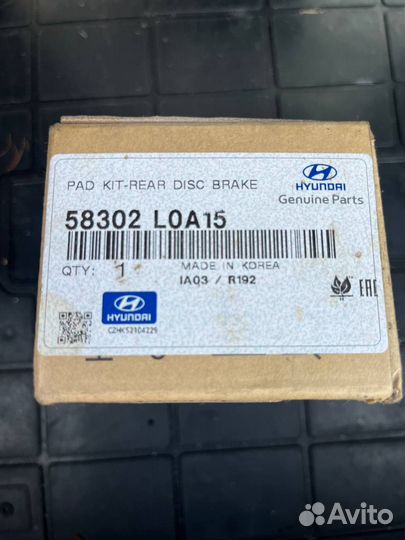 PAD KIT-REAR DISC BRAKE
HYUNDAI
Genuine Parts
58302 L0A15
QTY: 1
MADE IN KOREA
IA03 / R192
HYUNDAI
CZHKS2104229
EAC
Avito